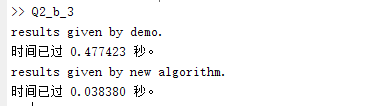 >> Q2_b_3
results given by demo.
时间已过 0.477423 秒。
results given by new algorithm.
时间已过 0.038380 秒。